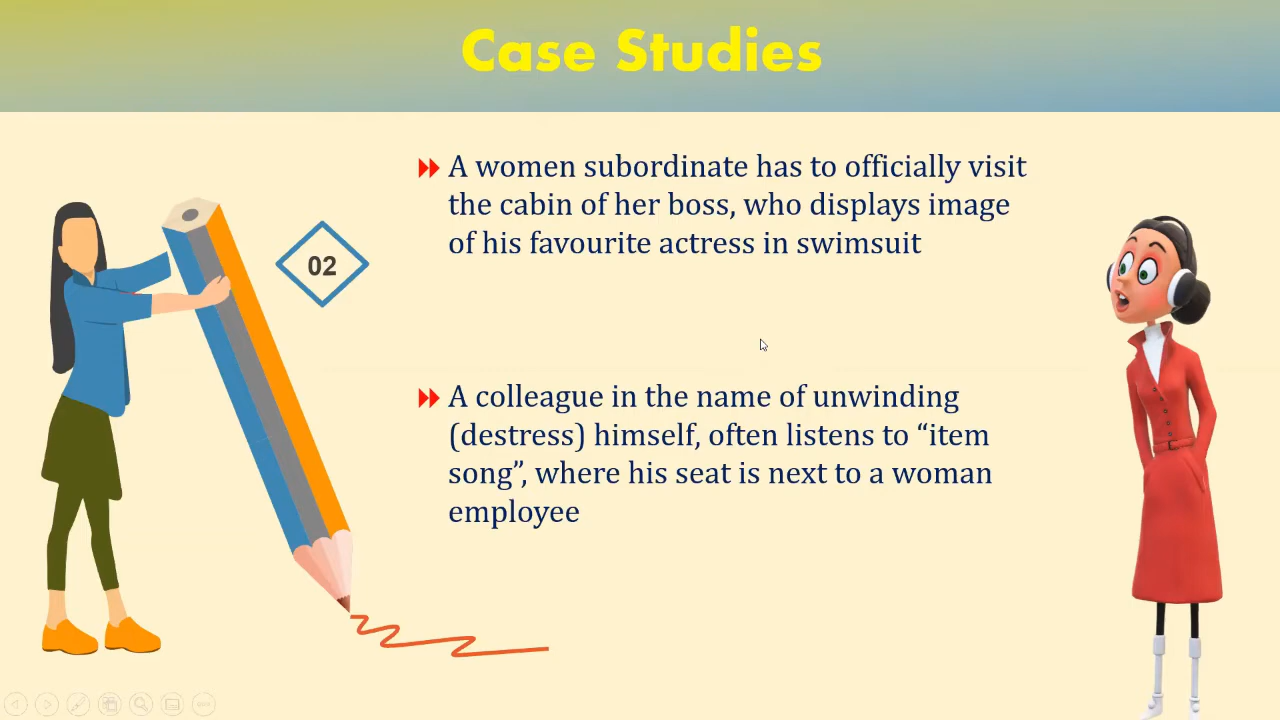 Case Studies
02
A women subordinate has to officially visit
the cabin of her boss, who displays image
of his favourite actress in swimsuit
A colleague in the name of unwinding
(destress) himself, often listens to “item
song”, where his seat is next to a woman
employee